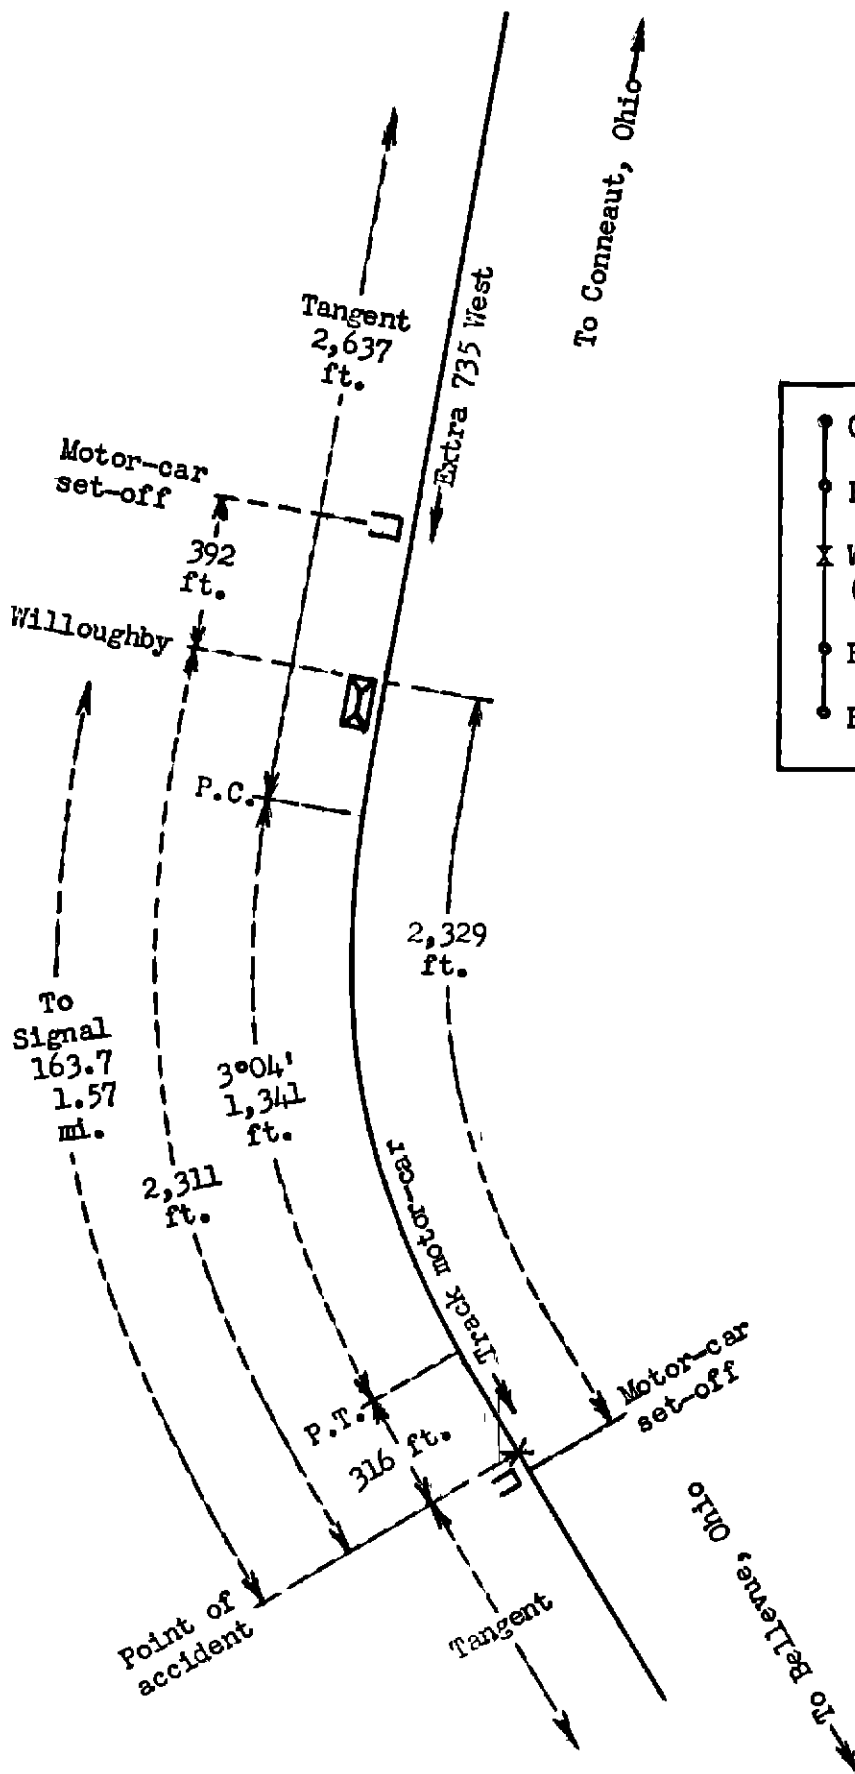 To Conneaut, Ohio
Tangent
2,637
ft.
Extra 735 West
Motor-car
set-off
392
ft.
Willoughby
P.C.
2,329
ft.
To
Signal
163.7
1.57
mi.
3°04'
1,341
ft.
2,311
ft.
Track motor-car
Motor-car
set-off
P.T.
316 ft.
Point of
accident
Tangent
To Bellevue, Ohio